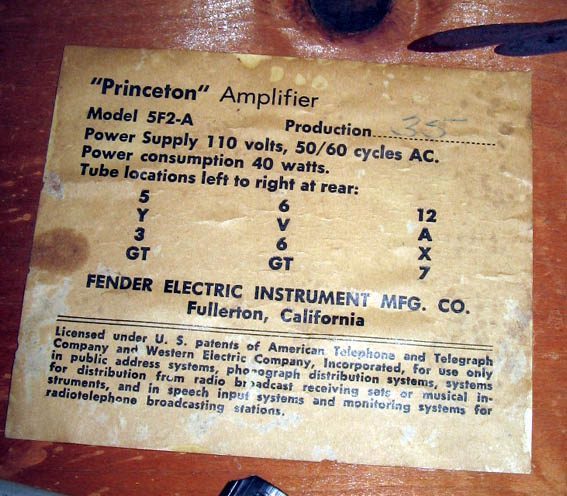 "Princeton" Amplifier
Model 5F2-A Production 35
Power Supply 110 volts, 50/60 cycles AC.
Power consumption 40 watts.
Tube locations left to right at rear:
5 6 12
Y V A
3 6 X
GT GT 7
FENDER ELECTRIC INSTRUMENT MFG. CO.
Fullerton, California
Licensed under U. S. patents of American Telephone and Telegraph
Company and Western Electric Company, Incorporated, for use only
in public address systems, phonograph distribution systems, systems
for distribution from radio broadcast receiving sets or musical in-
struments, and in speech input systems and monitoring systems for
radiotelephone broadcasting stations.